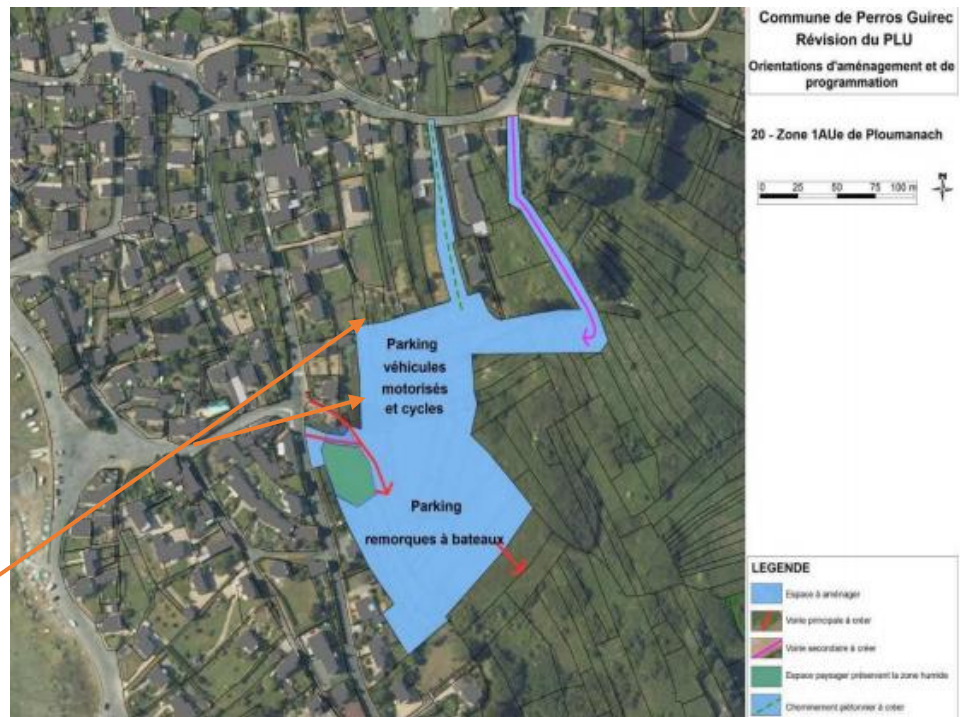 Commune de Perros Guirec
Révision du PLU
Orientations d'aménagement et de
programmation
20 - Zone 1AUe de Ploumanach
0 25 50 75 100 m
N
Parking
véhicules
motorisés
et cycles
Parking
remorques à bateaux
LEGENDE
Espace à aménager
Voirie principale à créer
Voirie secondaire à créer
Espace paysager préservant la zone humide
Cheminement piétonnier à créer